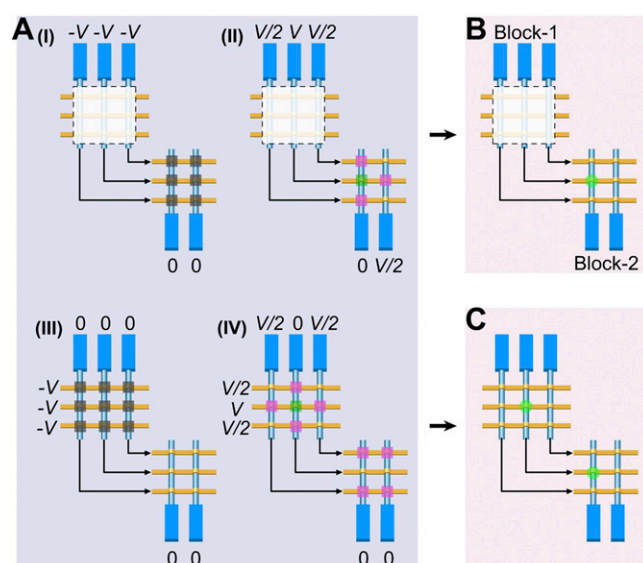 A (I) -V -V -V (II) V/2 V V/2 B Block-1
0 0 0 V/2 Block-2
(III) 0 0 0 (IV) V/2 0 V/2 C
-V V/2
-V V
-V V/2
0 0 0 0